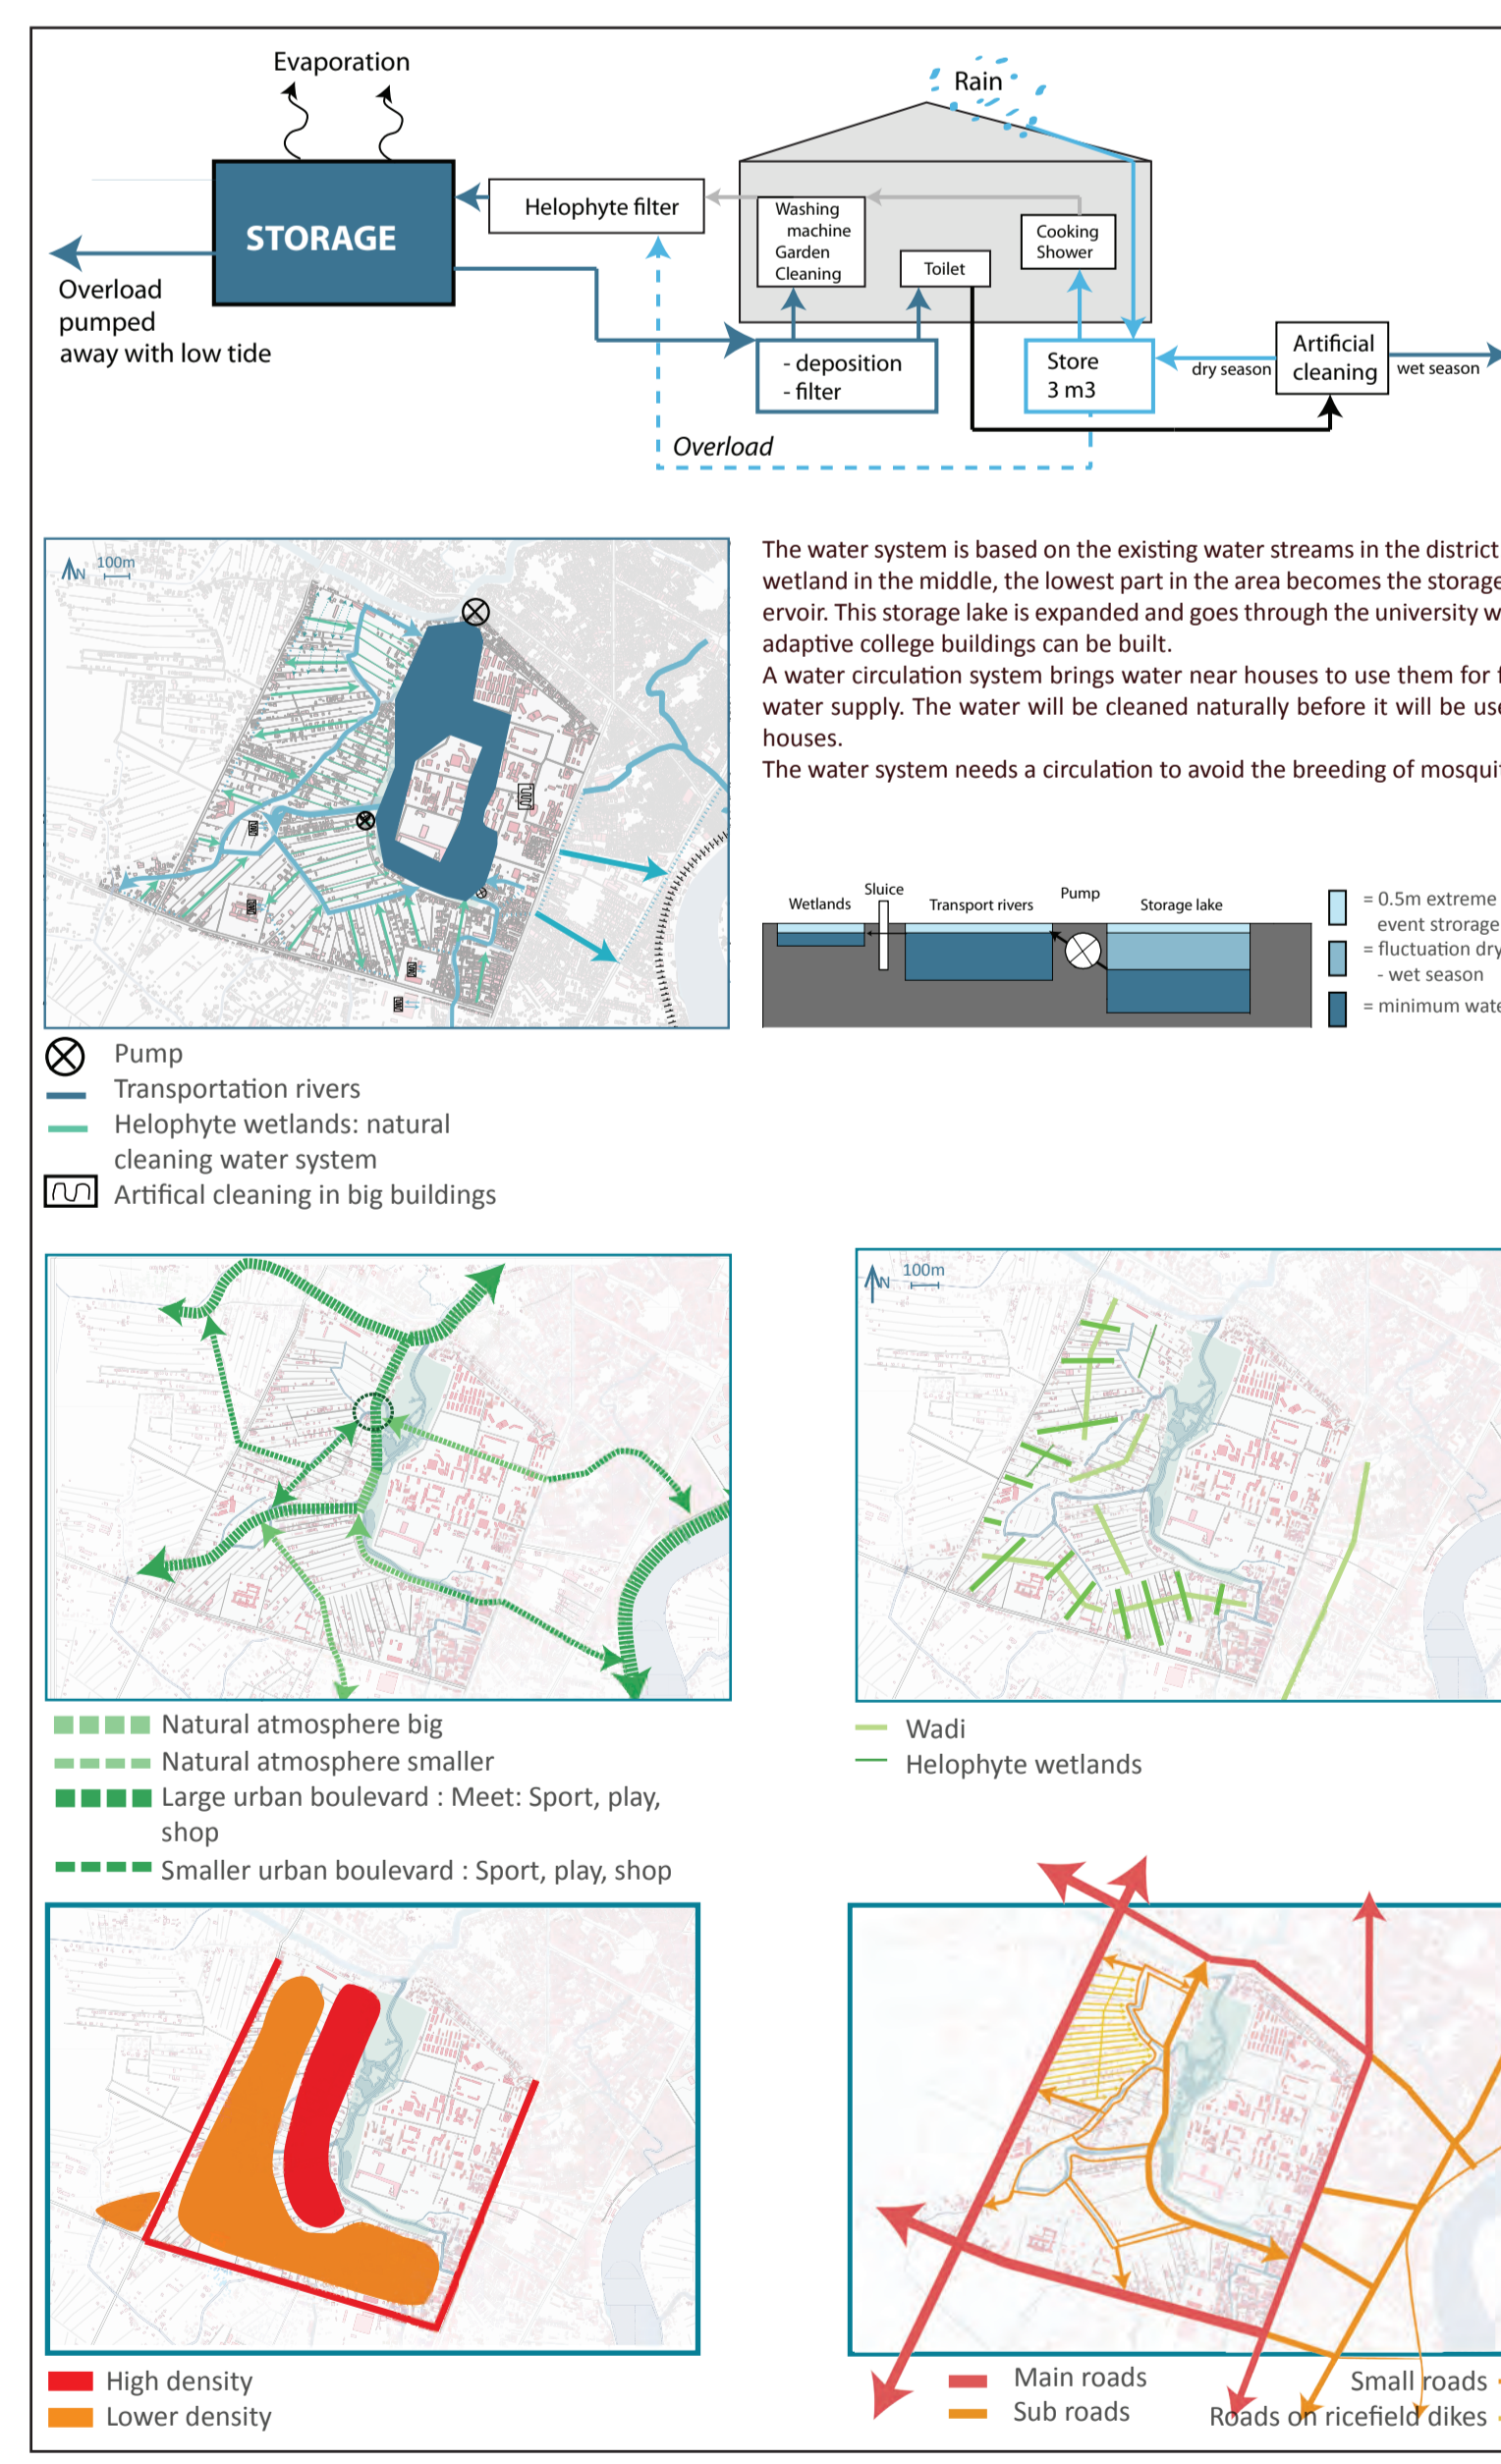 Evaporation
Rain
STORAGE
Helophyte filter
Washing
machine
Garden
Cleaning
Toilet
Cooking
Shower
Overload
pumped
away with low tide
- deposition
- filter
Store
3 m3
dry season
Artificial
cleaning
wet season
Overload
N
100m
The water system is based on the existing water streams in the district
wetland in the middle, the lowest part in the area becomes the storage
ervoir. This storage lake is expanded and goes through the university w
adaptive college buildings can be built.
A water circulation system brings water near houses to use them for f
water supply. The water will be cleaned naturally before it will be use
houses.
The water system needs a circulation to avoid the breeding of mosqui
Wetlands
Sluice
Transport rivers
Pump
Storage lake
= 0.5m extreme
event strorage
= fluctuation dry
- wet season
= minimum wate
Pump
Transportation rivers
Helophyte wetlands: natural
cleaning water system
Artifical cleaning in big buildings
N
100m
Natural atmosphere big
Natural atmosphere smaller
Large urban boulevard : Meet: Sport, play,
shop
Smaller urban boulevard : Sport, play, shop
Wadi
Helophyte wetlands
High density
Lower density
Main roads
Sub roads
Small roads
Roads on ricefield dikes